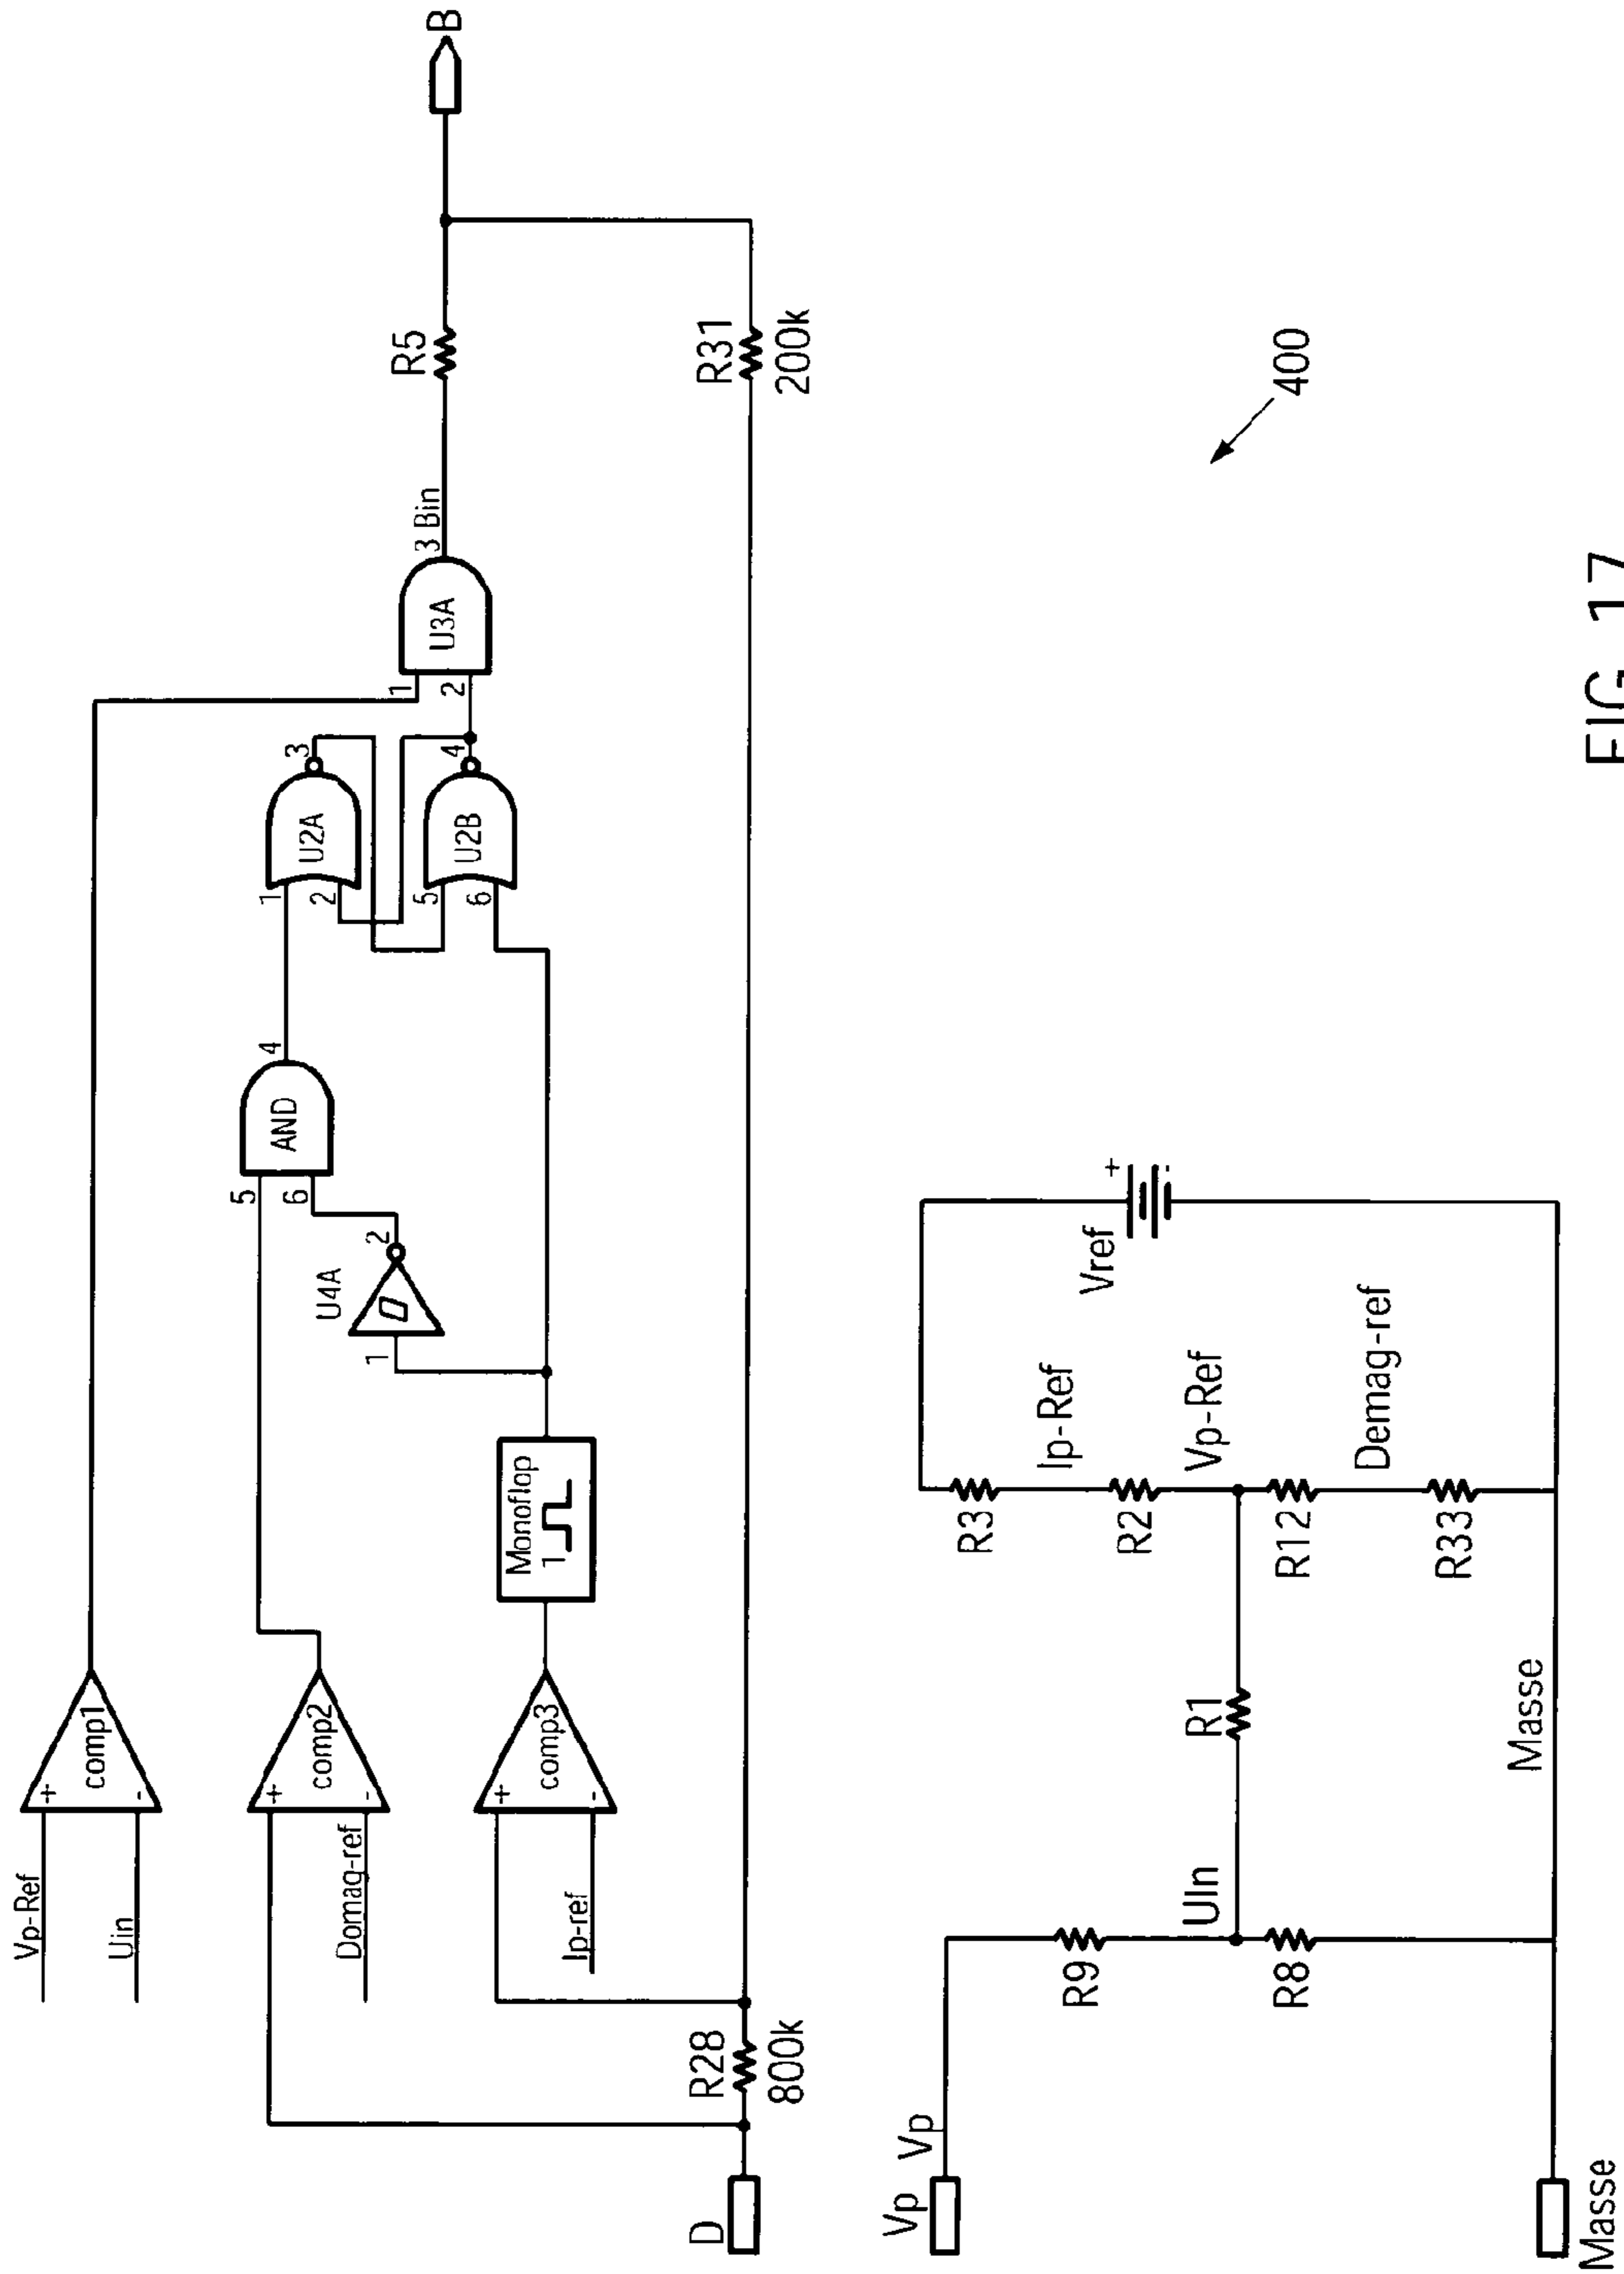 Vp-Ref
Uin
+
-
comp1
Domag-ref
+
-
comp2
Ip-ref
+
-
comp3
Monoflop
1
1
U4A
2
5
6
AND
4
1
2
U2A
3
5
6
U2B
4
1
2
U3A
3 Bin
R5
B
D
R28
800k
R31
200k
400
Vp
Vp
R9
UIn
R8
R1
R3
Ip-Ref
R2
Vp-Ref
R12
Demag-ref
R33
Vref
+
-
Masse
Masse
FIG 17